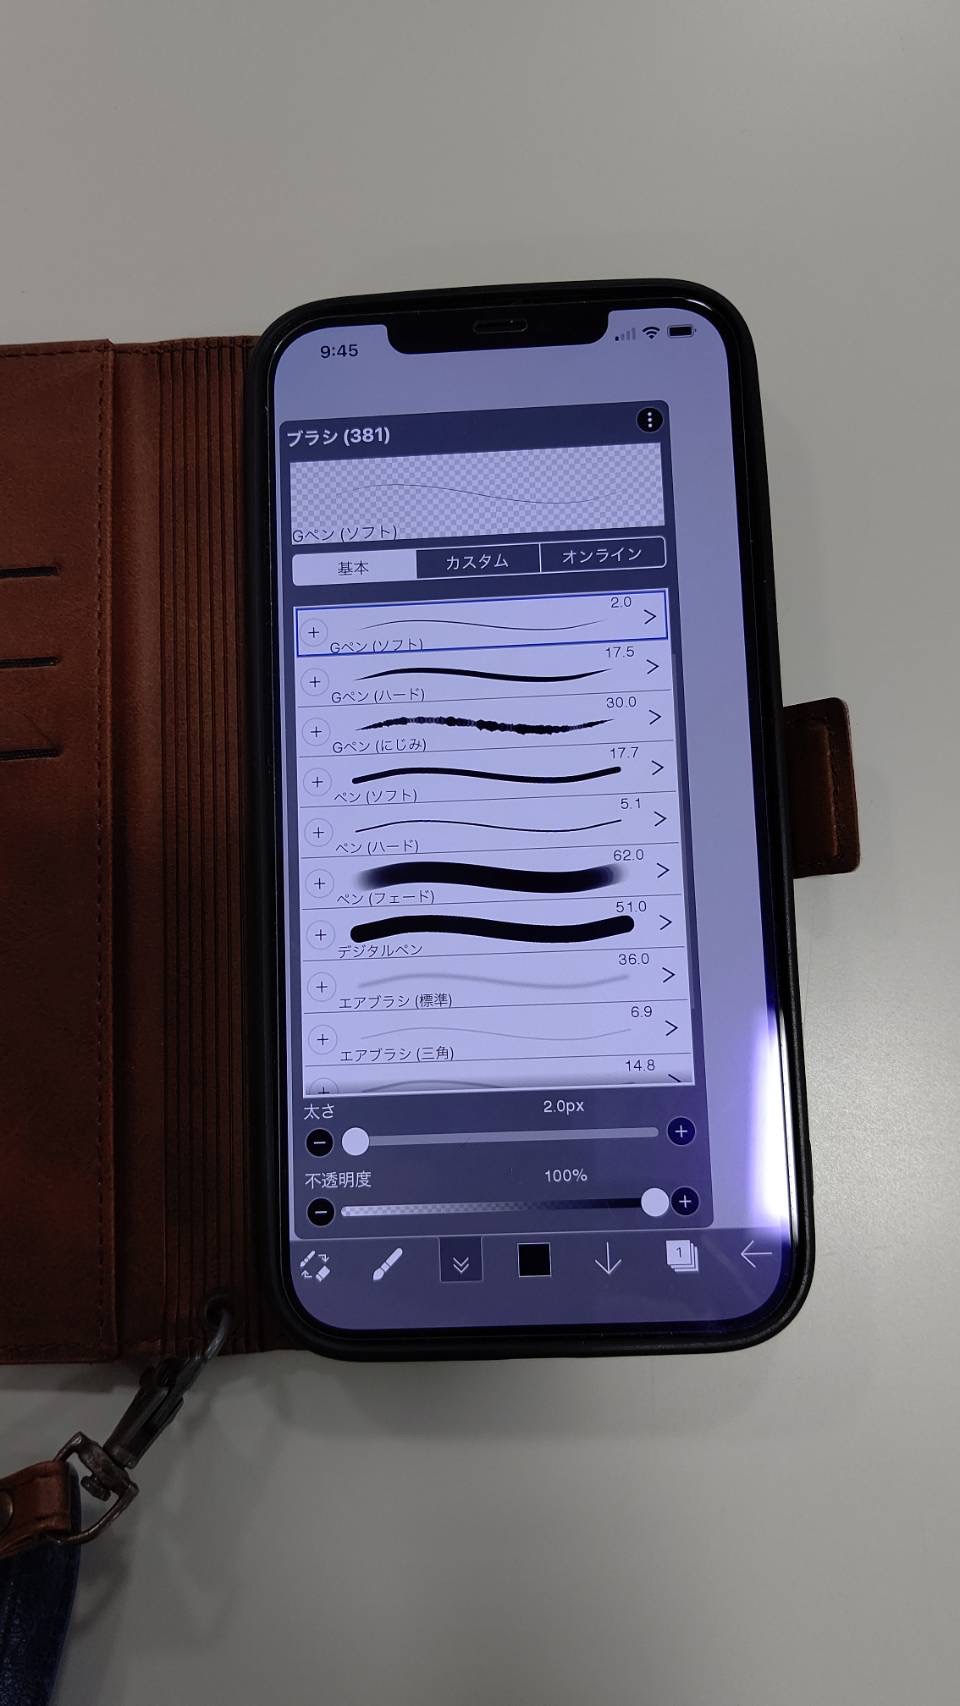 9:45
ブラシ (381)
Gペン (ソフト)
基本 カスタム オンライン
2.0
Gペン (ソフト)
17.5
Gペン (ハード)
30.0
Gペン (にじみ)
17.7
ペン (ソフト)
5.1
ペン (ハード)
62.0
ペン (フェード)
51.0
デジタルペン
36.0
エアブラシ (標準)
6.9
エアブラシ (三角)
14.8
太さ 2.0px
不透明度 100%
1